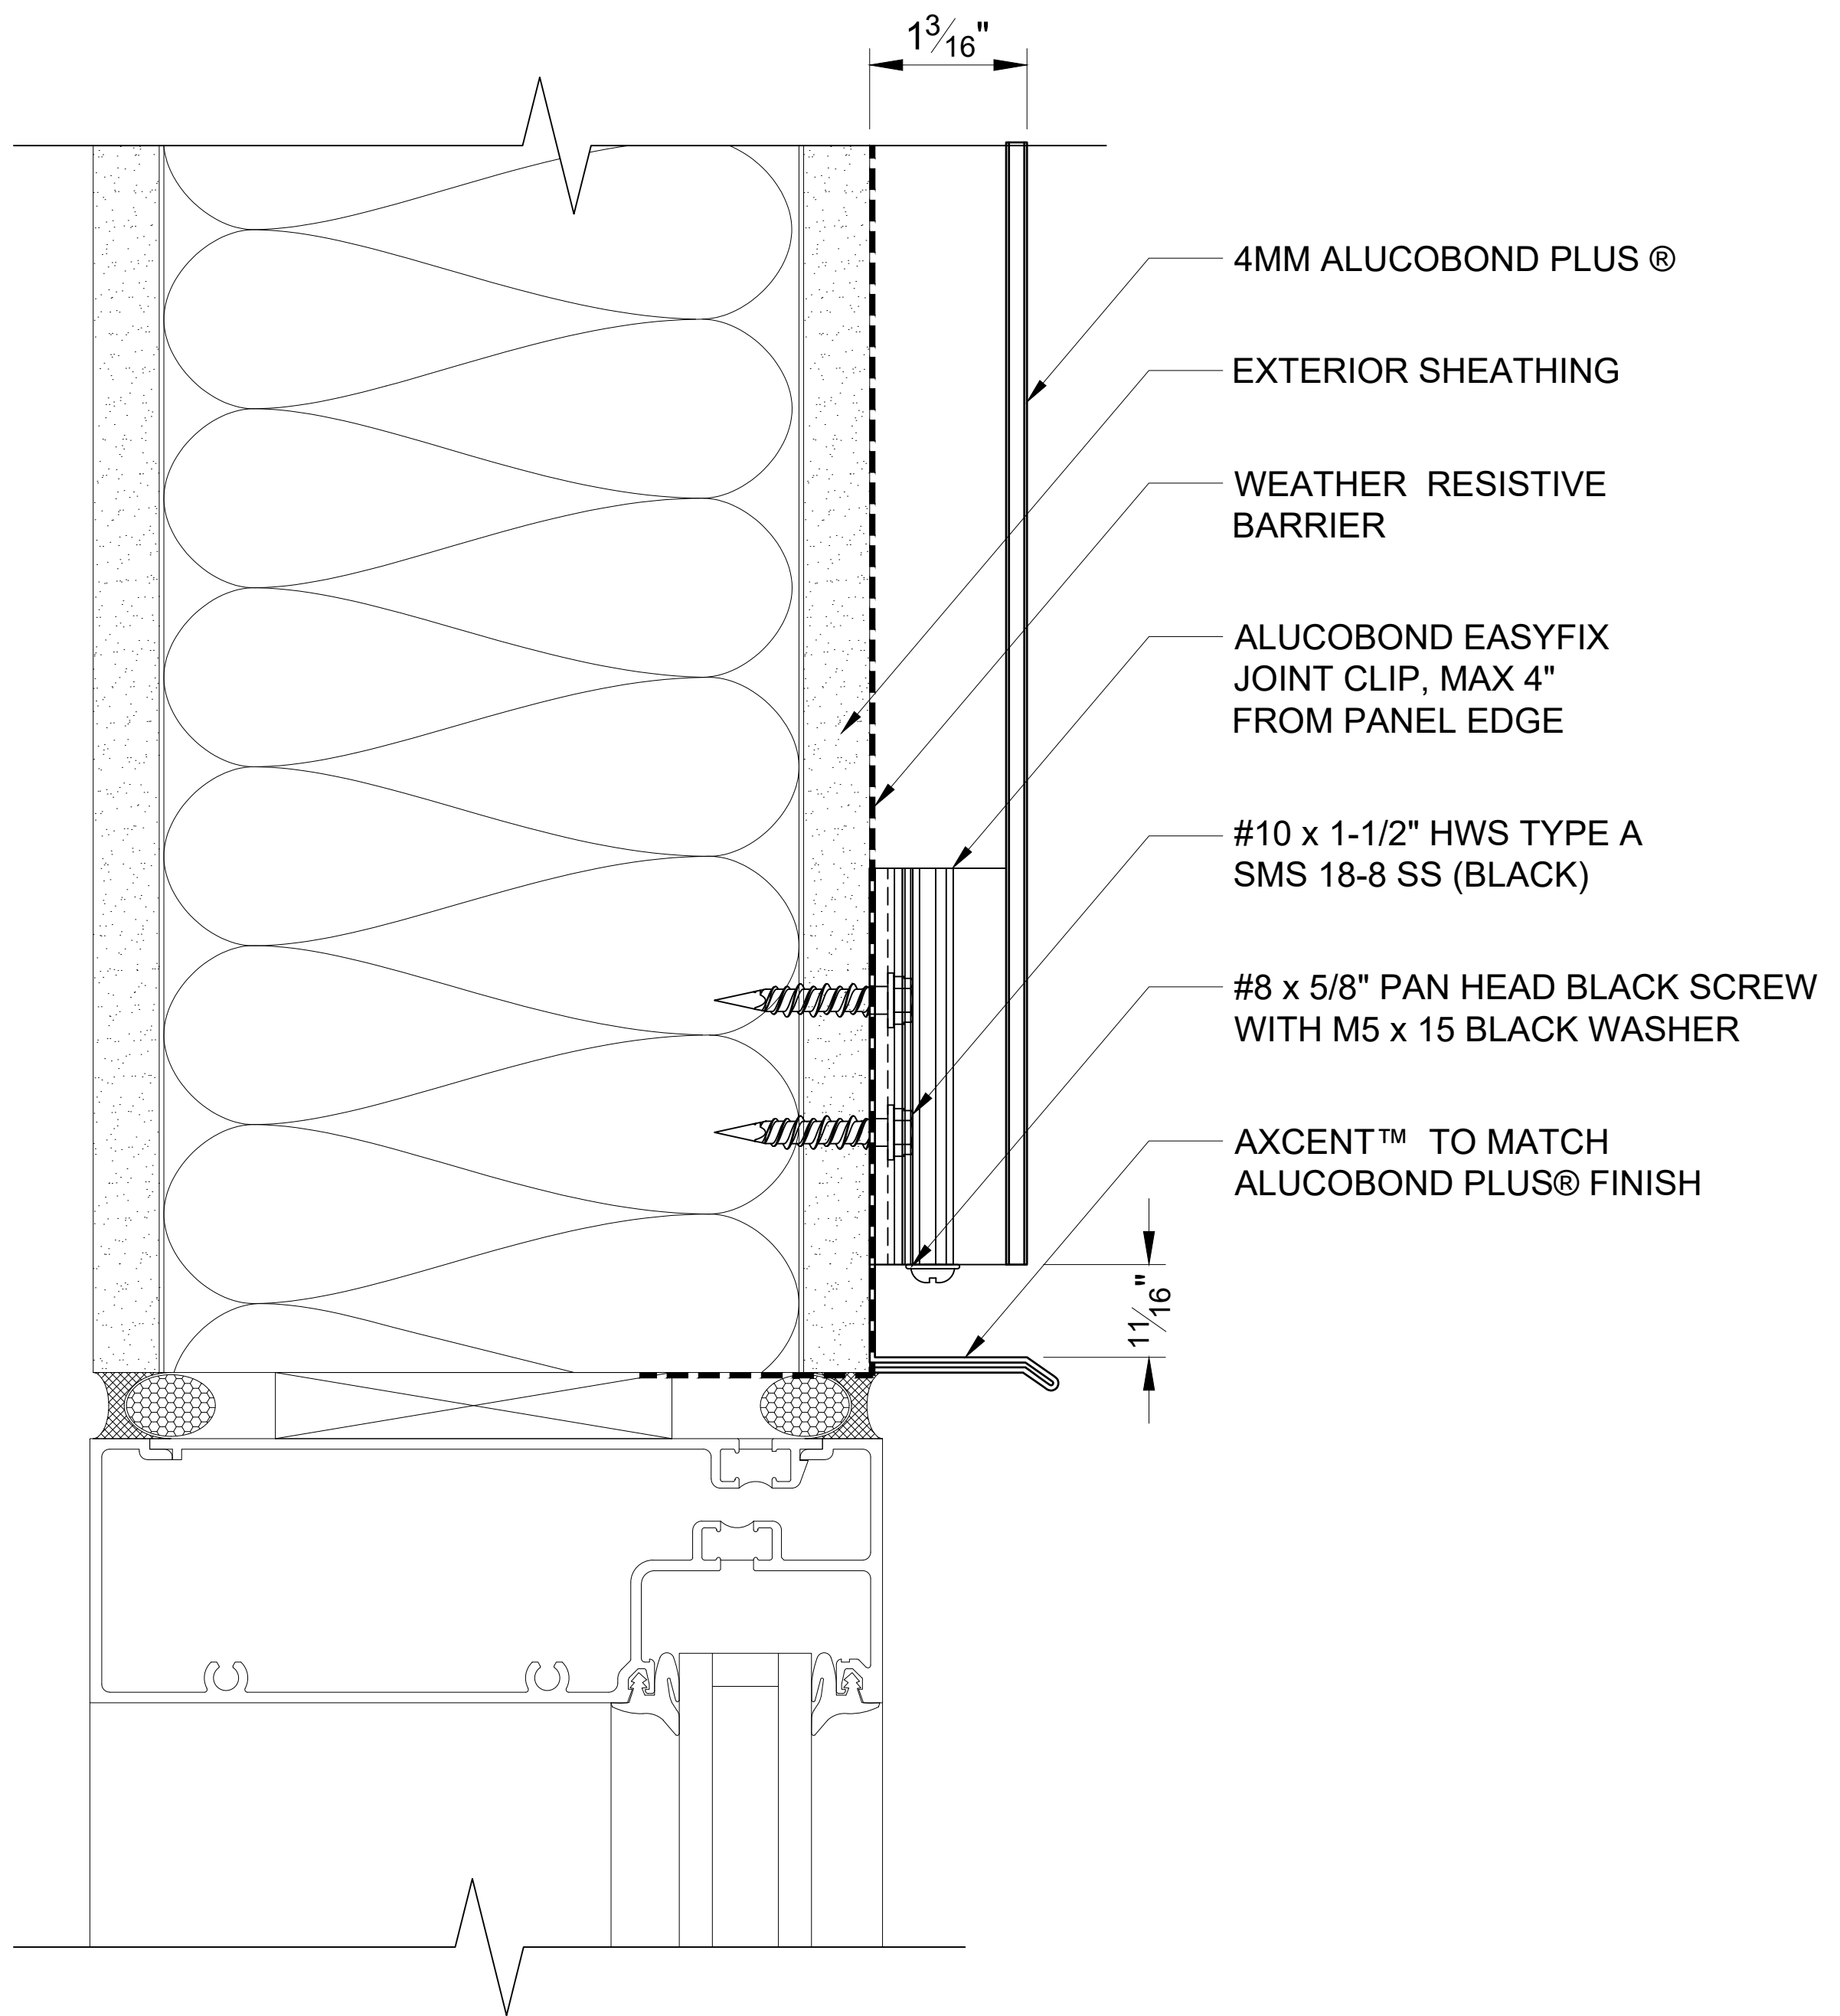 1 3/16"
4MM ALUCOBOND PLUS ®
EXTERIOR SHEATHING
WEATHER RESISTIVE
BARRIER
ALUCOBOND EASYFIX
JOINT CLIP, MAX 4"
FROM PANEL EDGE
#10 x 1-1/2" HWS TYPE A
SMS 18-8 SS (BLACK)
#8 x 5/8" PAN HEAD BLACK SCREW
WITH M5 x 15 BLACK WASHER
AXCENT™ TO MATCH
ALUCOBOND PLUS® FINISH
11/16"